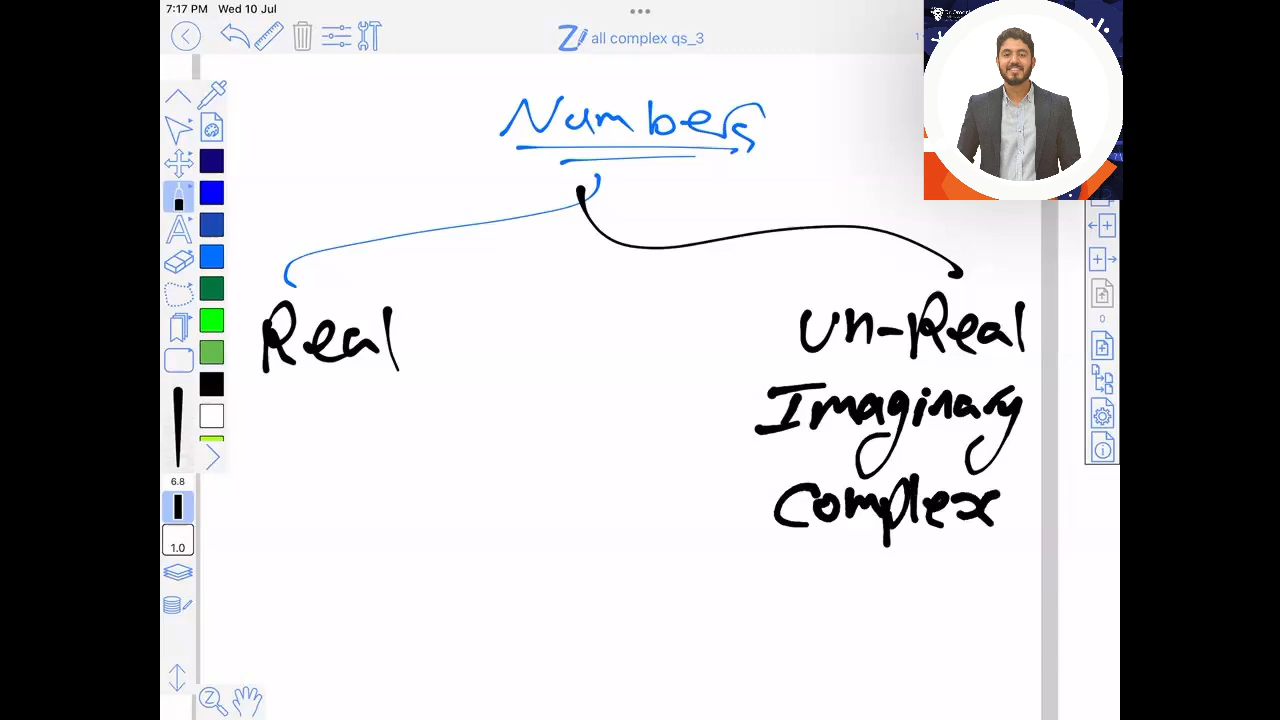 7:17 PM Wed 10 Jul
all complex qs_3
Numbers
Real
Un-Real
Imaginary
Complex
6.8
1.0
0